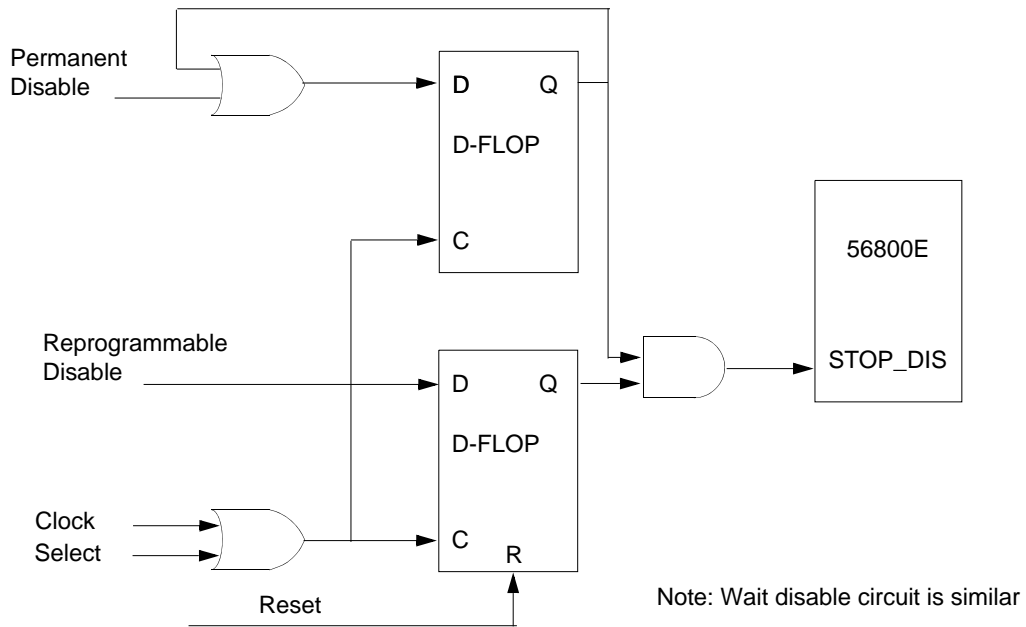 Permanent
Disable
D
Q
D-FLOP
C
56800E
STOP_DIS
Reprogrammable
Disable
D
Q
D-FLOP
C
R
Clock
Select
Reset
Note: Wait disable circuit is similar